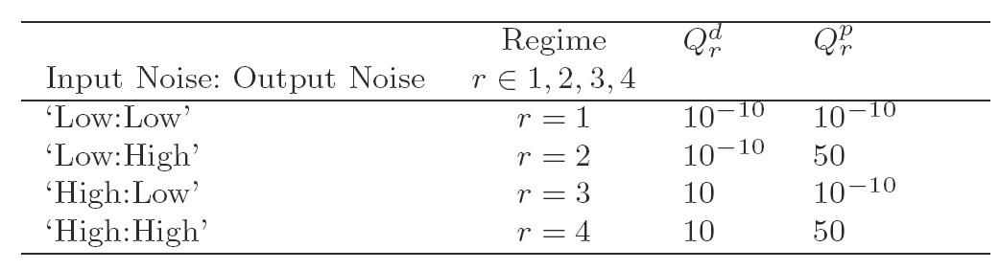 Regime Q_r^d Q_r^p
Input Noise: Output Noise r ∈ 1, 2, 3, 4
‘Low:Low’ r = 1 10^{−10} 10^{−10}
‘Low:High’ r = 2 10^{−10} 50
‘High:Low’ r = 3 10 10^{−10}
‘High:High’ r = 4 10 50